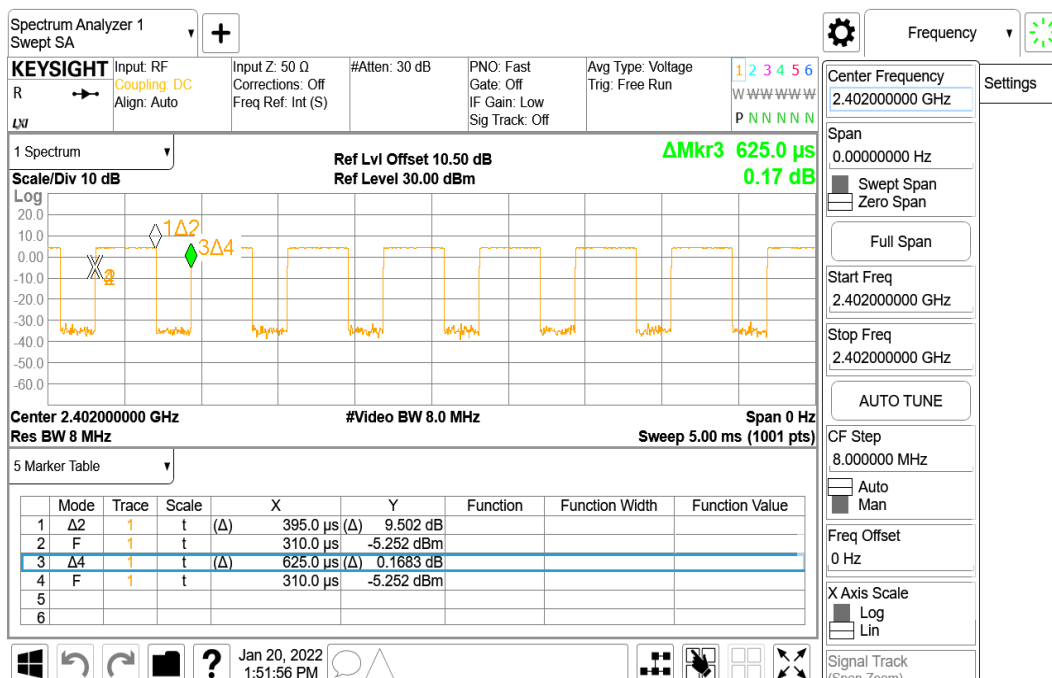 Spectrum Analyzer 1
Swept SA
Frequency
KEYSIGHT
R
LXI
Input: RF
Coupling: DC
Align: Auto
Input Z: 50 Ω
Corrections: Off
Freq Ref: Int (S)
#Atten: 30 dB
PNO: Fast
Gate: Off
IF Gain: Low
Sig Track: Off
Avg Type: Voltage
Trig: Free Run
1 2 3 4 5 6
W W W W W W
P N N N N N
Settings
Center Frequency
2.402000000 GHz
Span
0.00000000 Hz
Swept Span
Zero Span
Full Span
Start Freq
2.402000000 GHz
Stop Freq
2.402000000 GHz
AUTO TUNE
CF Step
8.000000 MHz
Auto
Man
Freq Offset
0 Hz
X Axis Scale
Log
Lin
Signal Track
(Span Zoom)
1 Spectrum
Scale/Div 10 dB
Ref Lvl Offset 10.50 dB
Ref Level 30.00 dBm
ΔMkr3 625.0 µs
0.17 dB
Log
20.0
10.0
0.00
-10.0
-20.0
-30.0
-40.0
-50.0
-60.0
1Δ2
3Δ4
Center 2.402000000 GHz
#Video BW 8.0 MHz
Span 0 Hz
Res BW 8 MHz
Sweep 5.00 ms (1001 pts)
5 Marker Table
Mode Trace Scale X Y Function Function Width Function Value
1 Δ2 1 t (Δ) 395.0 µs (Δ) 9.502 dB
2 F 1 t 310.0 µs -5.252 dBm
3 Δ4 1 t (Δ) 625.0 µs (Δ) 0.1683 dB
4 F 1 t 310.0 µs -5.252 dBm
5
6
?
Jan 20, 2022
1:51:56 PM